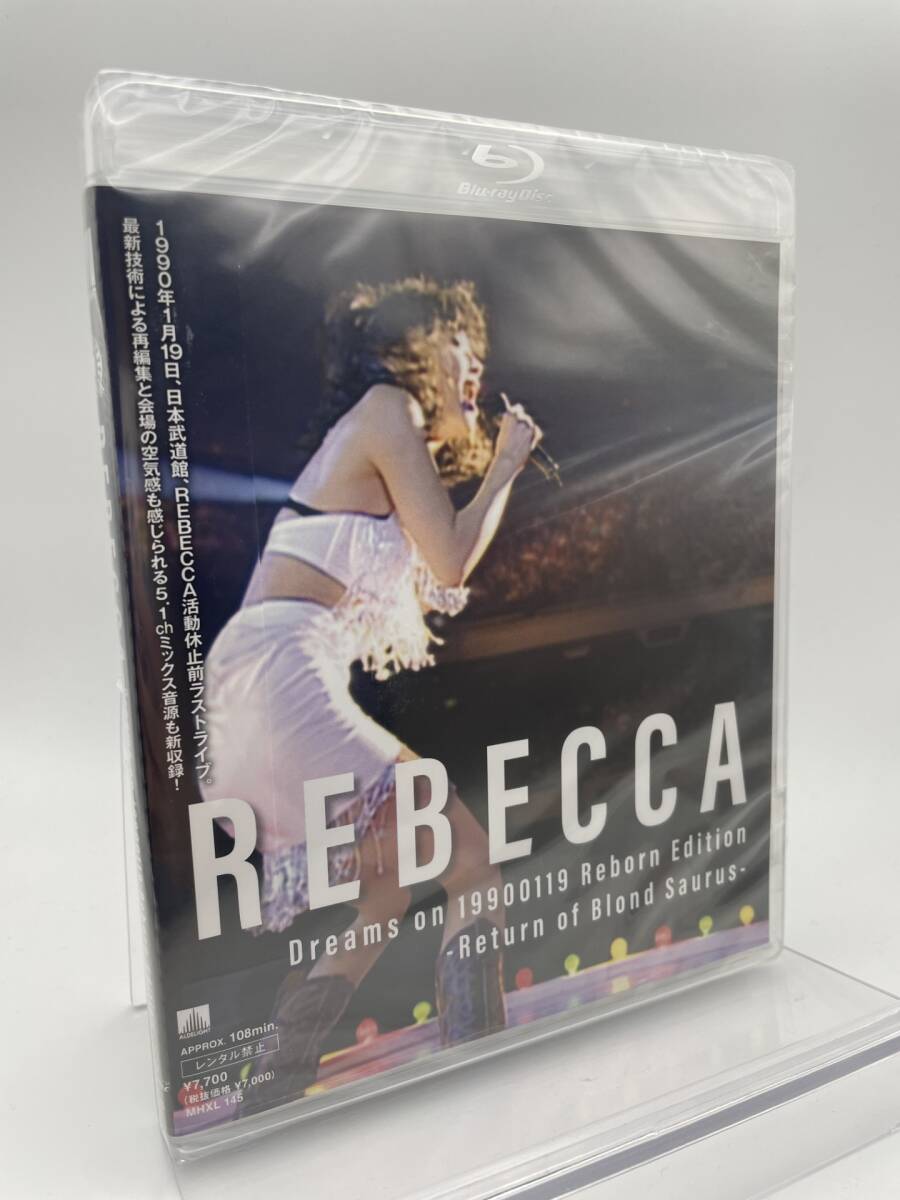 Blu-ray Disc
1990年1月19日、日本武道館、REBECCA活動休止前ラストライブ。
最新技術による再編集と会場の空気感も感じられる5.1chミックス音源も新収録!
REBECCA
Dreams on 19900119 Reborn Edition
-Return of Blond Saurus-
ALDELIGHT
APPROX. 108min.
レンタル禁止
¥7,700
(税抜価格 ¥7,000)
MHXL 145